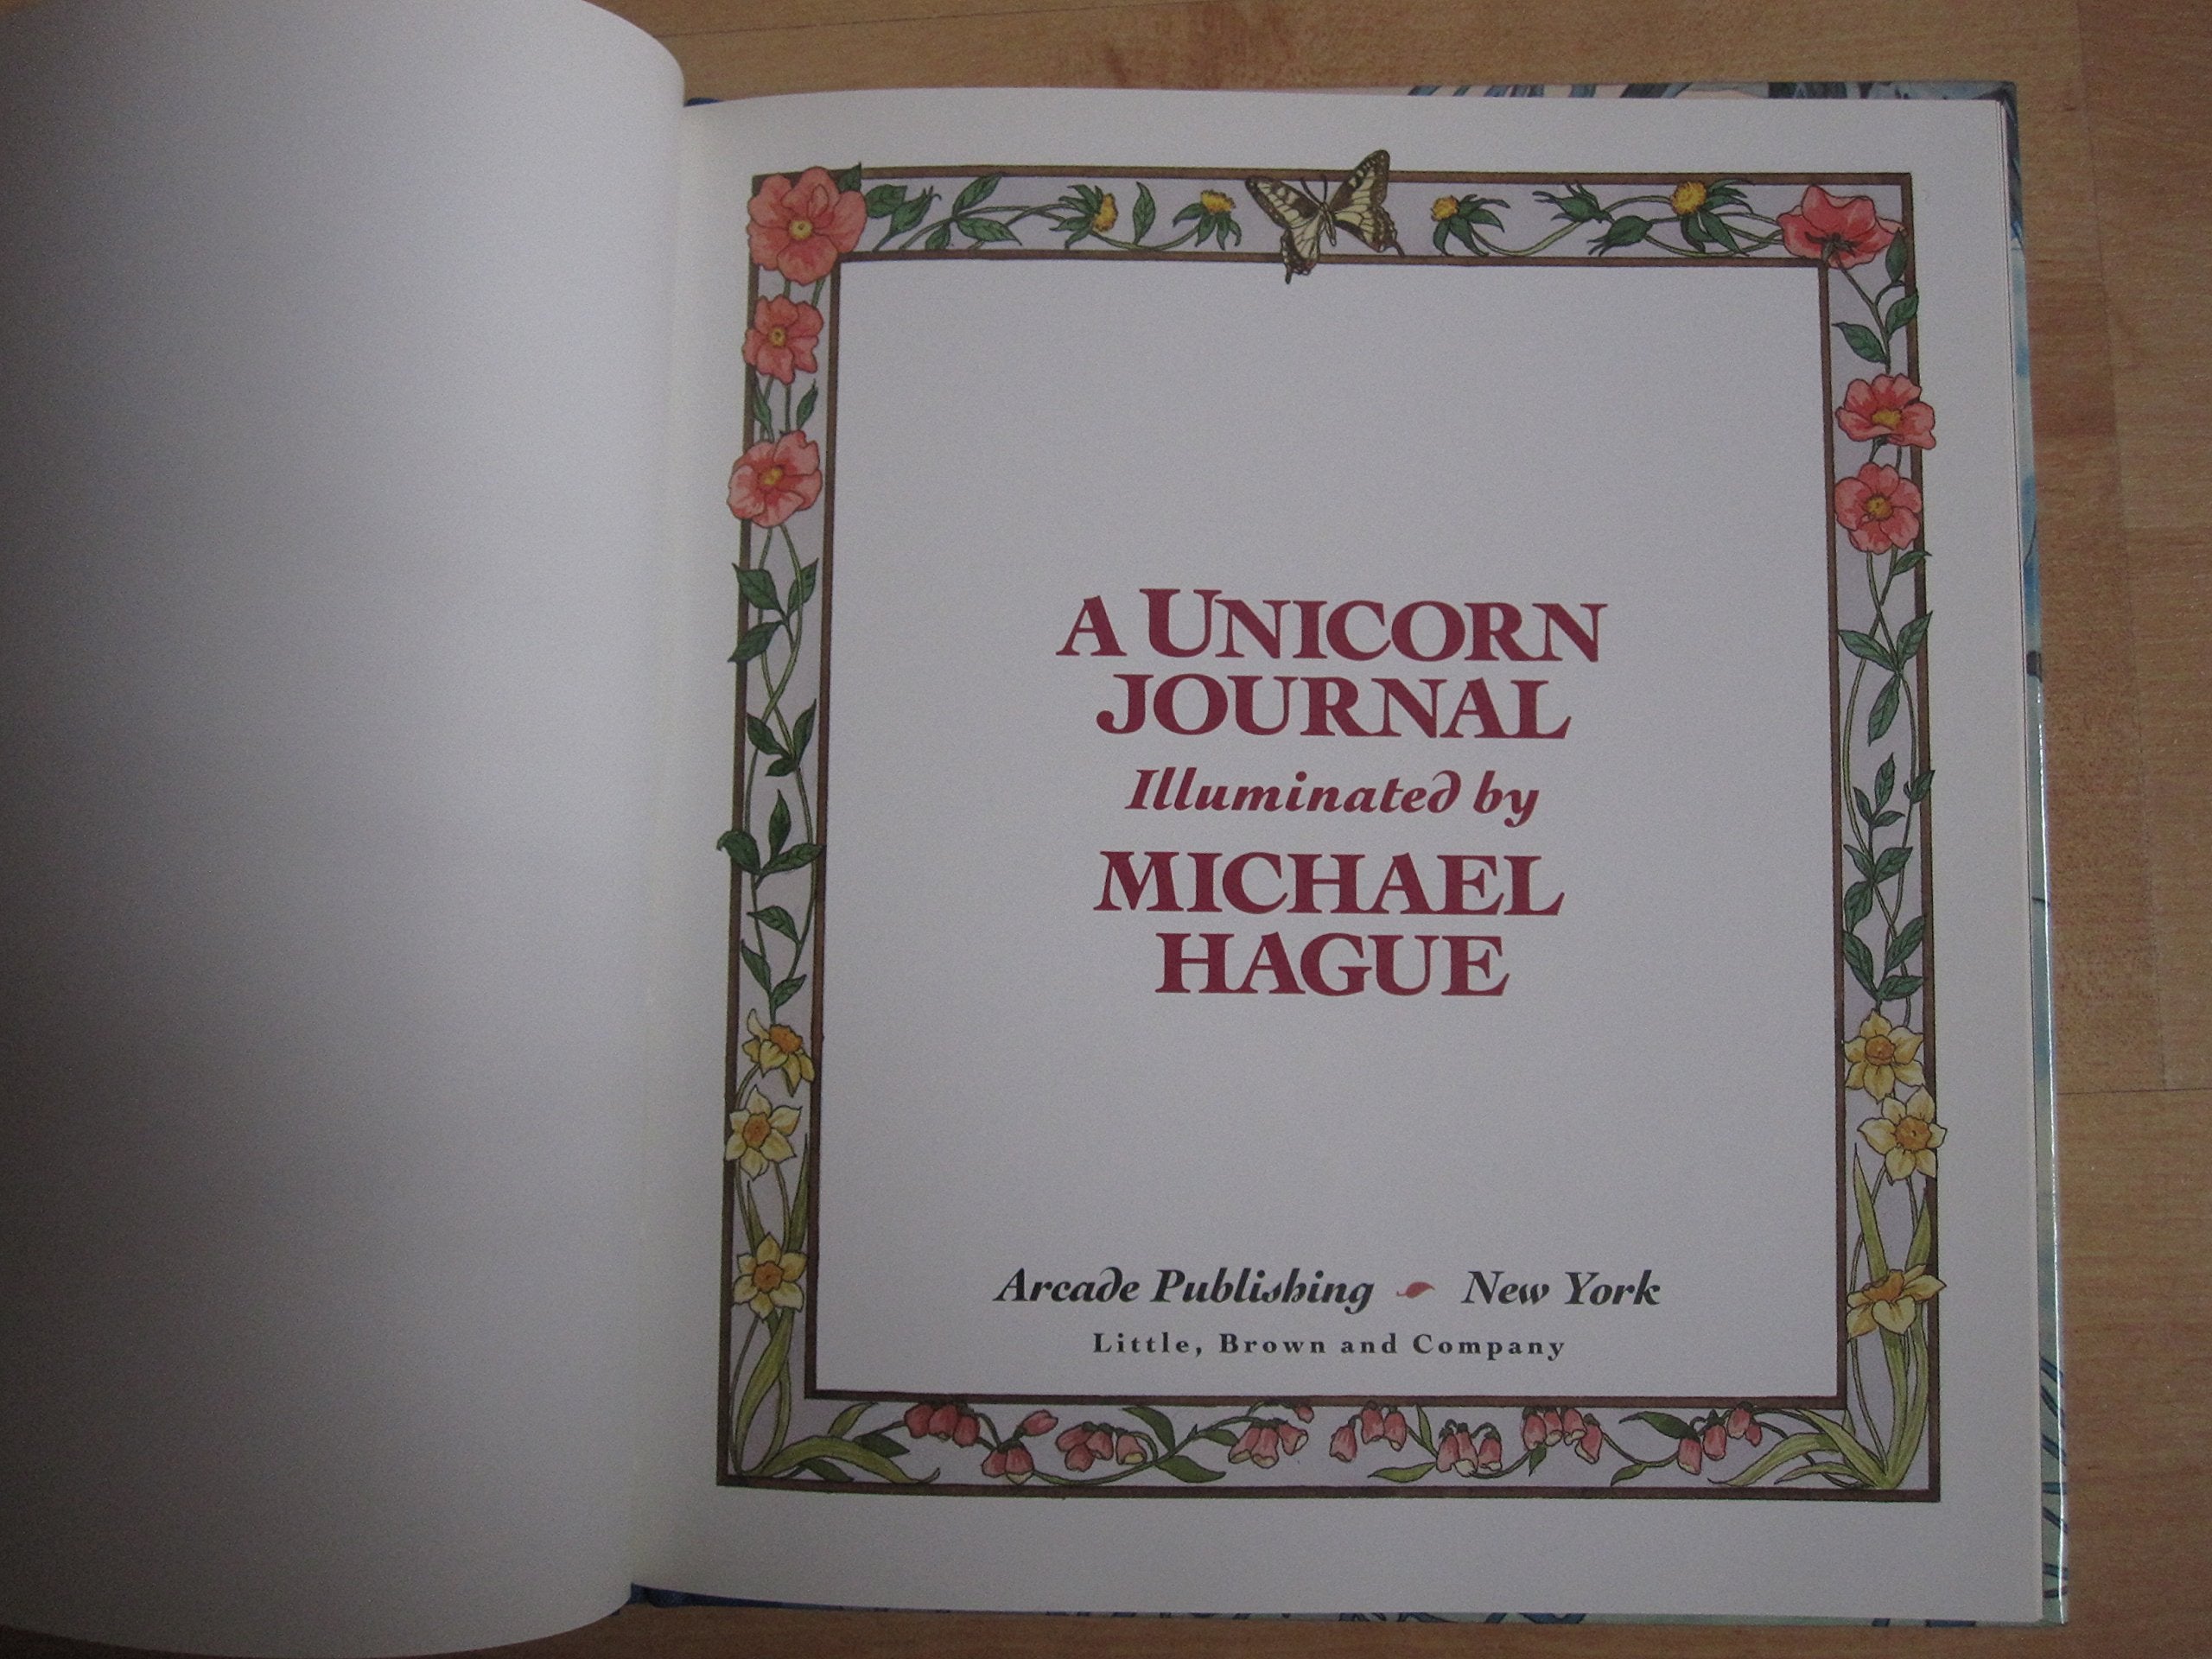 A UNICORN
JOURNAL
Illuminated by
MICHAEL
HAGUE
Arcade Publishing New York
Little, Brown and Company